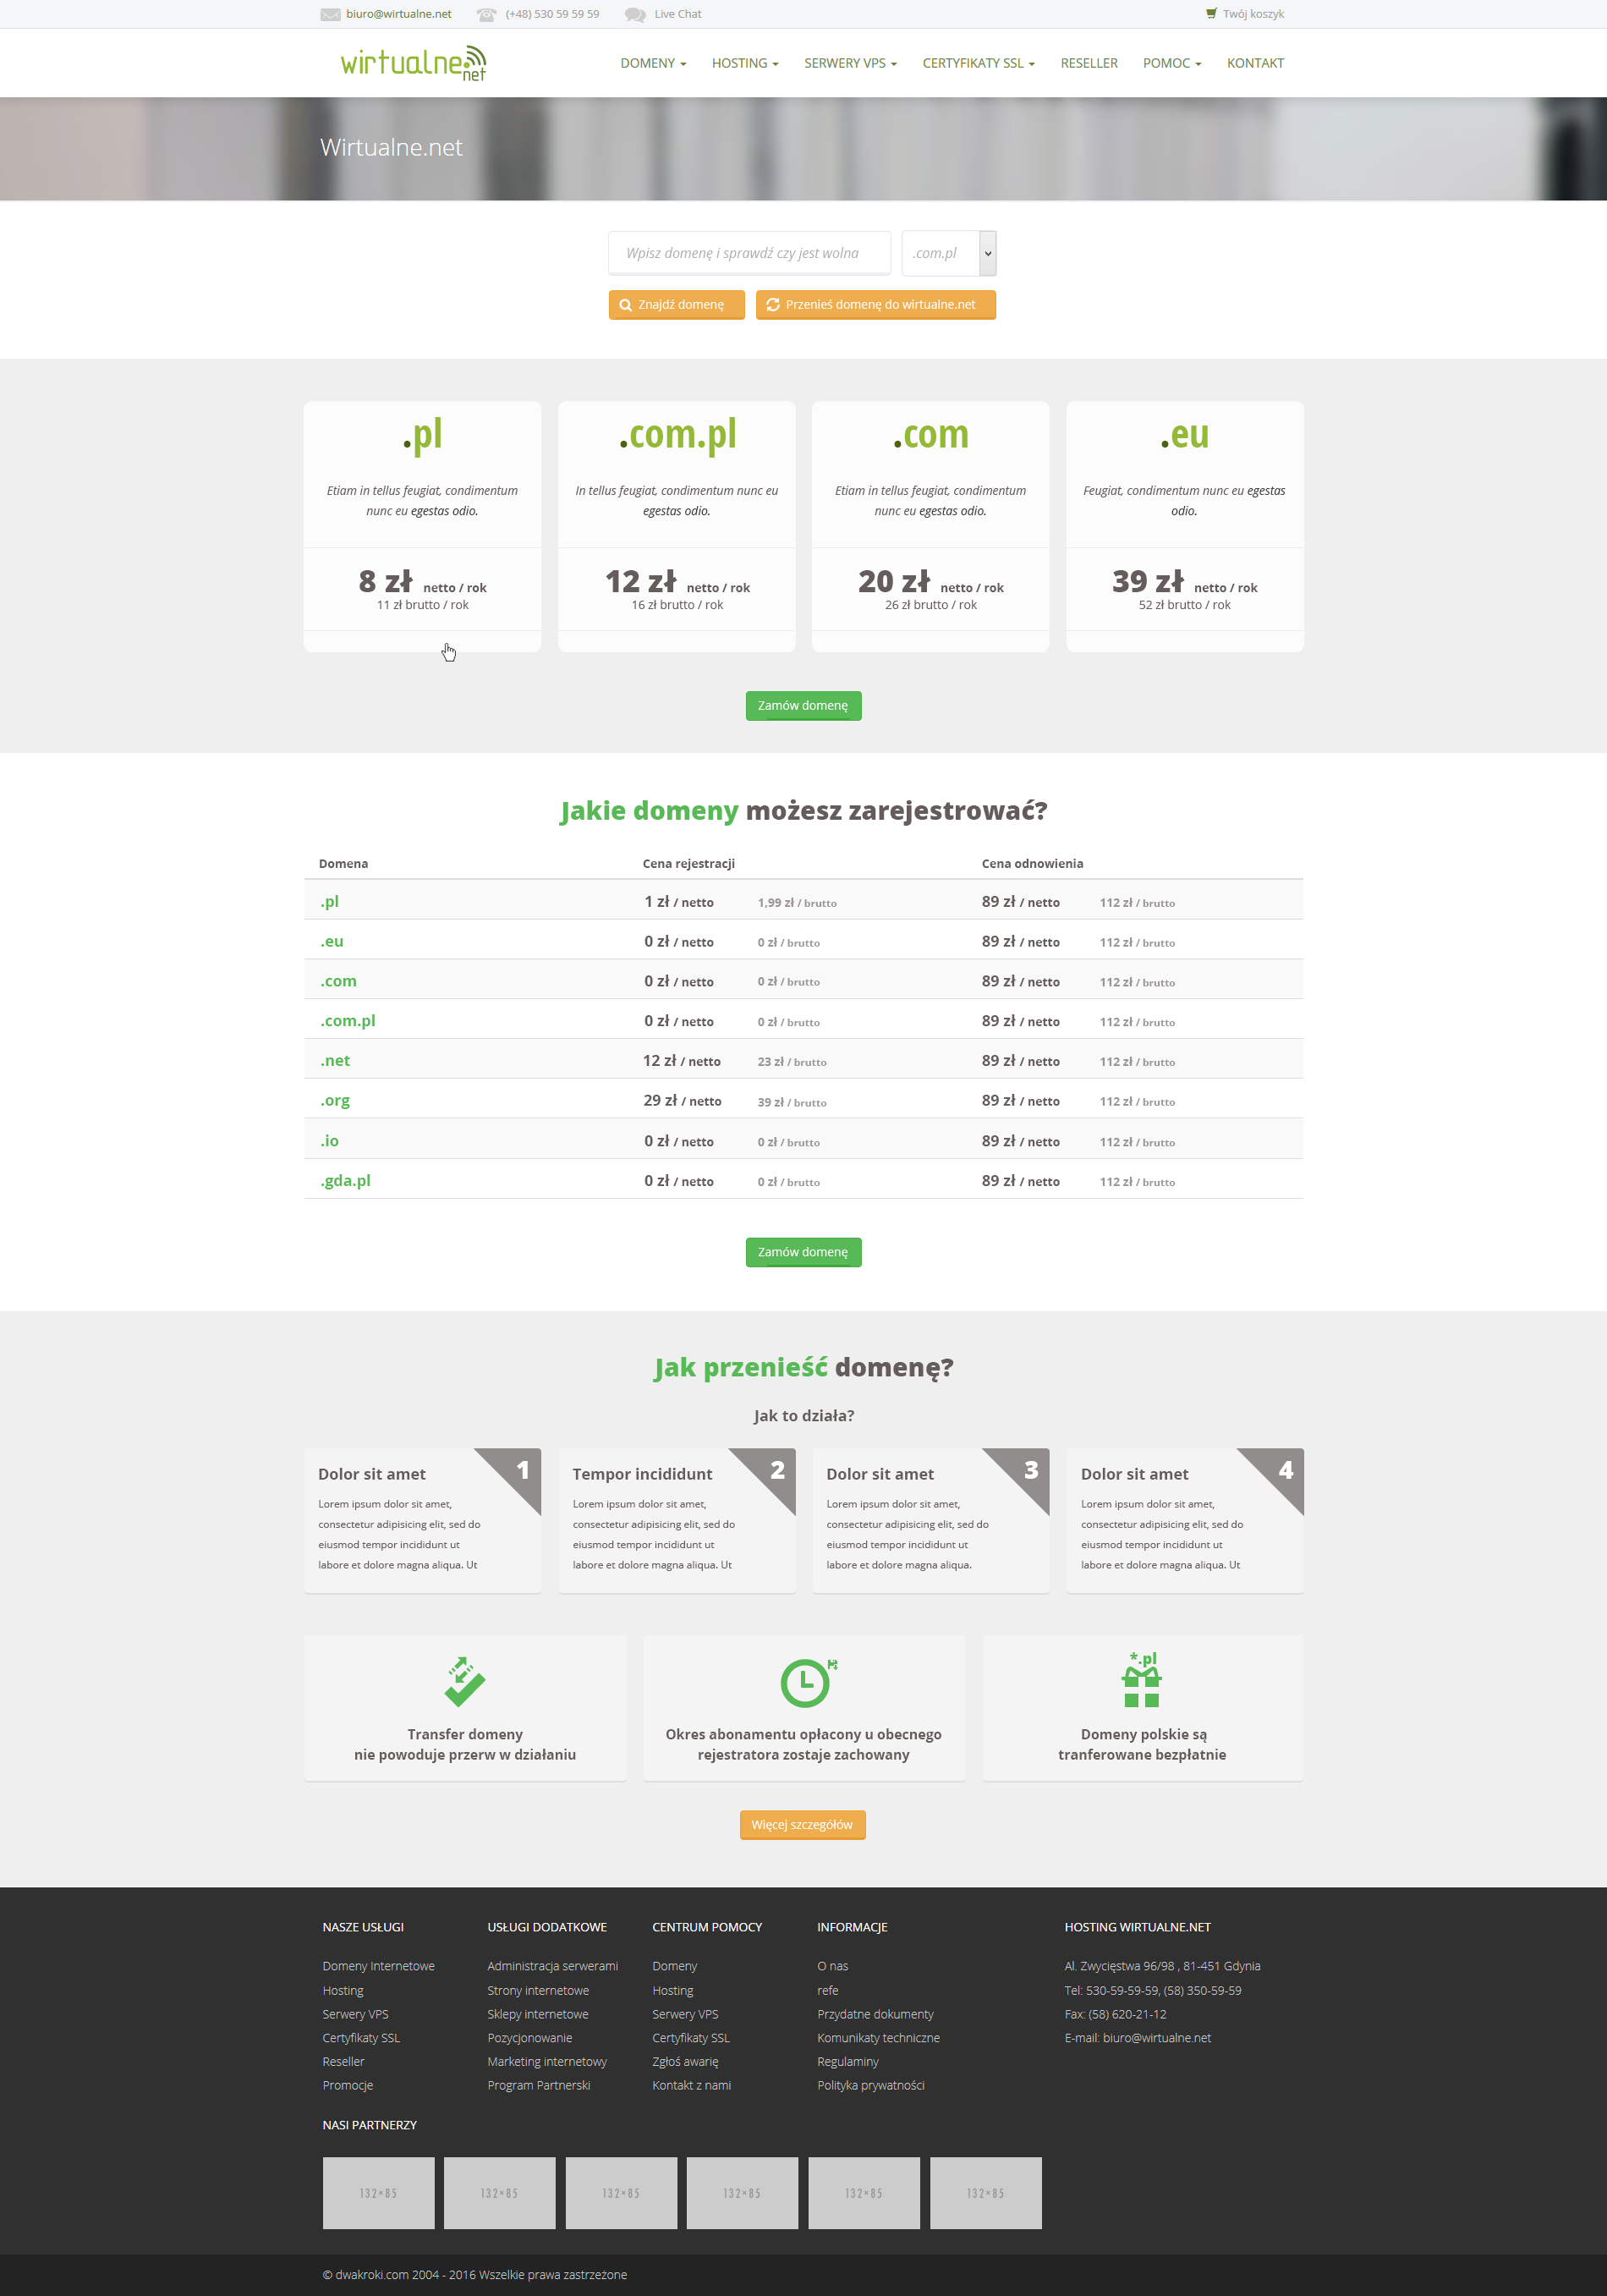 biuro@wirtualne.net (+48) 530 59 59 59 Live Chat Twój koszyk
wirtualne.net DOMENY HOSTING SERWERY VPS CERTYFIKATY SSL RESELLER POMOC KONTAKT
Wirtualne.net
Wpisz domenę i sprawdź czy jest wolna .com.pl
Znajdź domenę Przenieś domenę do wirtualne.net
.pl .com.pl .com .eu
Etiam in tellus feugiat, condimentum In tellus feugiat, condimentum nunc eu Etiam in tellus feugiat, condimentum Feugiat, condimentum nunc eu egestas
nunc eu egestas odio. egestas odio. nunc eu egestas odio. odio.
8 zł netto / rok 12 zł netto / rok 20 zł netto / rok 39 zł netto / rok
11 zł brutto / rok 16 zł brutto / rok 26 zł brutto / rok 52 zł brutto / rok
Zamów domenę
Jakie domeny możesz zarejestrować?
Domena Cena rejestracji Cena odnowienia
.pl 1 zł / netto 1,99 zł / brutto 89 zł / netto 112 zł / brutto
.eu 0 zł / netto 0 zł / brutto 89 zł / netto 112 zł / brutto
.com 0 zł / netto 0 zł / brutto 89 zł / netto 112 zł / brutto
.com.pl 0 zł / netto 0 zł / brutto 89 zł / netto 112 zł / brutto
.net 12 zł / netto 23 zł / brutto 89 zł / netto 112 zł / brutto
.org 29 zł / netto 39 zł / brutto 89 zł / netto 112 zł / brutto
.io 0 zł / netto 0 zł / brutto 89 zł / netto 112 zł / brutto
.gda.pl 0 zł / netto 0 zł / brutto 89 zł / netto 112 zł / brutto
Zamów domenę
Jak przenieść domenę?
Jak to działa?
Dolor sit amet 1 Tempor incididunt 2 Dolor sit amet 3 Dolor sit amet 4
Lorem ipsum dolor sit amet, Lorem ipsum dolor sit amet, Lorem ipsum dolor sit amet, Lorem ipsum dolor sit amet,
consectetur adipisicing elit, sed do consectetur adipisicing elit, sed do consectetur adipisicing elit, sed do consectetur adipisicing elit, sed do
eiusmod tempor incididunt ut eiusmod tempor incididunt ut eiusmod tempor incididunt ut eiusmod tempor incididunt ut
labore et dolore magna aliqua. Ut labore et dolore magna aliqua. Ut labore et dolore magna aliqua. labore et dolore magna aliqua. Ut
*.pl
Transfer domeny Okres abonamentu opłacony u obecnego Domeny polskie są
nie powoduje przerw w działaniu rejestratora zostaje zachowany tranferowane bezpłatnie
Więcej szczegółów
NASZE USŁUGI USŁUGI DODATKOWE CENTRUM POMOCY INFORMACJE HOSTING WIRTUALNE.NET
Domeny Internetowe Administracja serwerami Domeny O nas Al. Zwycięstwa 96/98 , 81-451 Gdynia
Hosting Strony internetowe Hosting refe Tel: 530-59-59-59, (58) 350-59-59
Serwery VPS Sklepy internetowe Serwery VPS Przydatne dokumenty Fax: (58) 620-21-12
Certyfikaty SSL Pozycjonowanie Certyfikaty SSL Komunikaty techniczne E-mail: biuro@wirtualne.net
Reseller Marketing internetowy Zgłoś awarię Regulaminy
Promocje Program Partnerski Kontakt z nami Polityka prywatności
NASI PARTNERZY
132×85 132×85 132×85 132×85 132×85 132×85
© dwakroki.com 2004 - 2016 Wszelkie prawa zastrzeżone